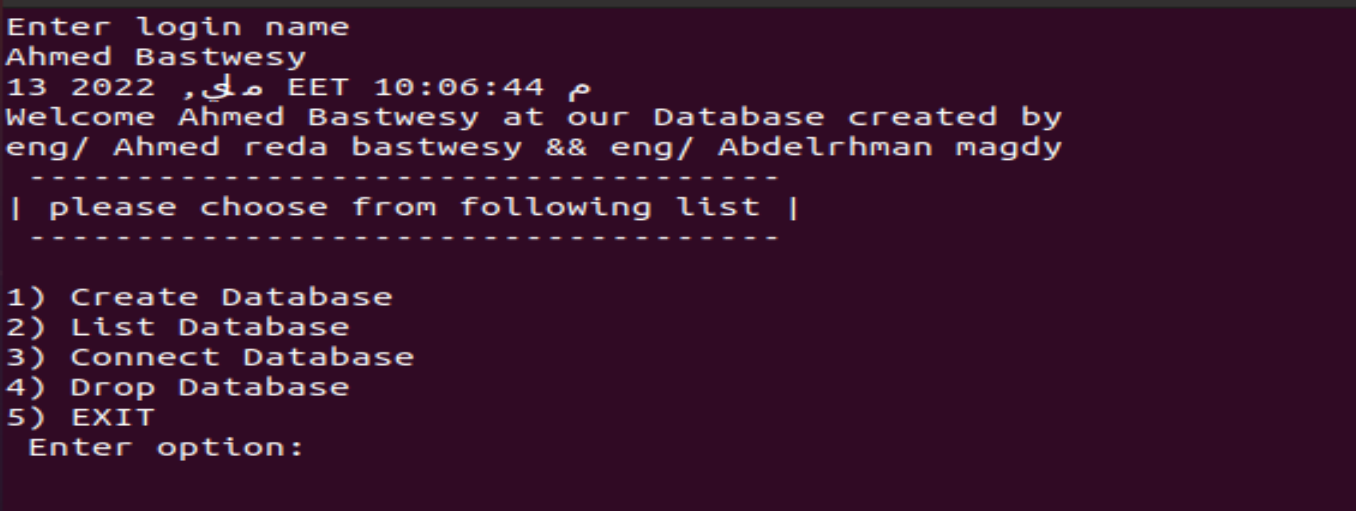 Enter login name
Ahmed Bastwesy
13 2022 ,ماي EET 10:06:44 م
Welcome Ahmed Bastwesy at our Database created by
eng/ Ahmed reda bastwesy && eng/ Abdelrhman magdy
-----------------------------------
| please choose from following list |
-----------------------------------
1) Create Database
2) List Database
3) Connect Database
4) Drop Database
5) EXIT
Enter option: